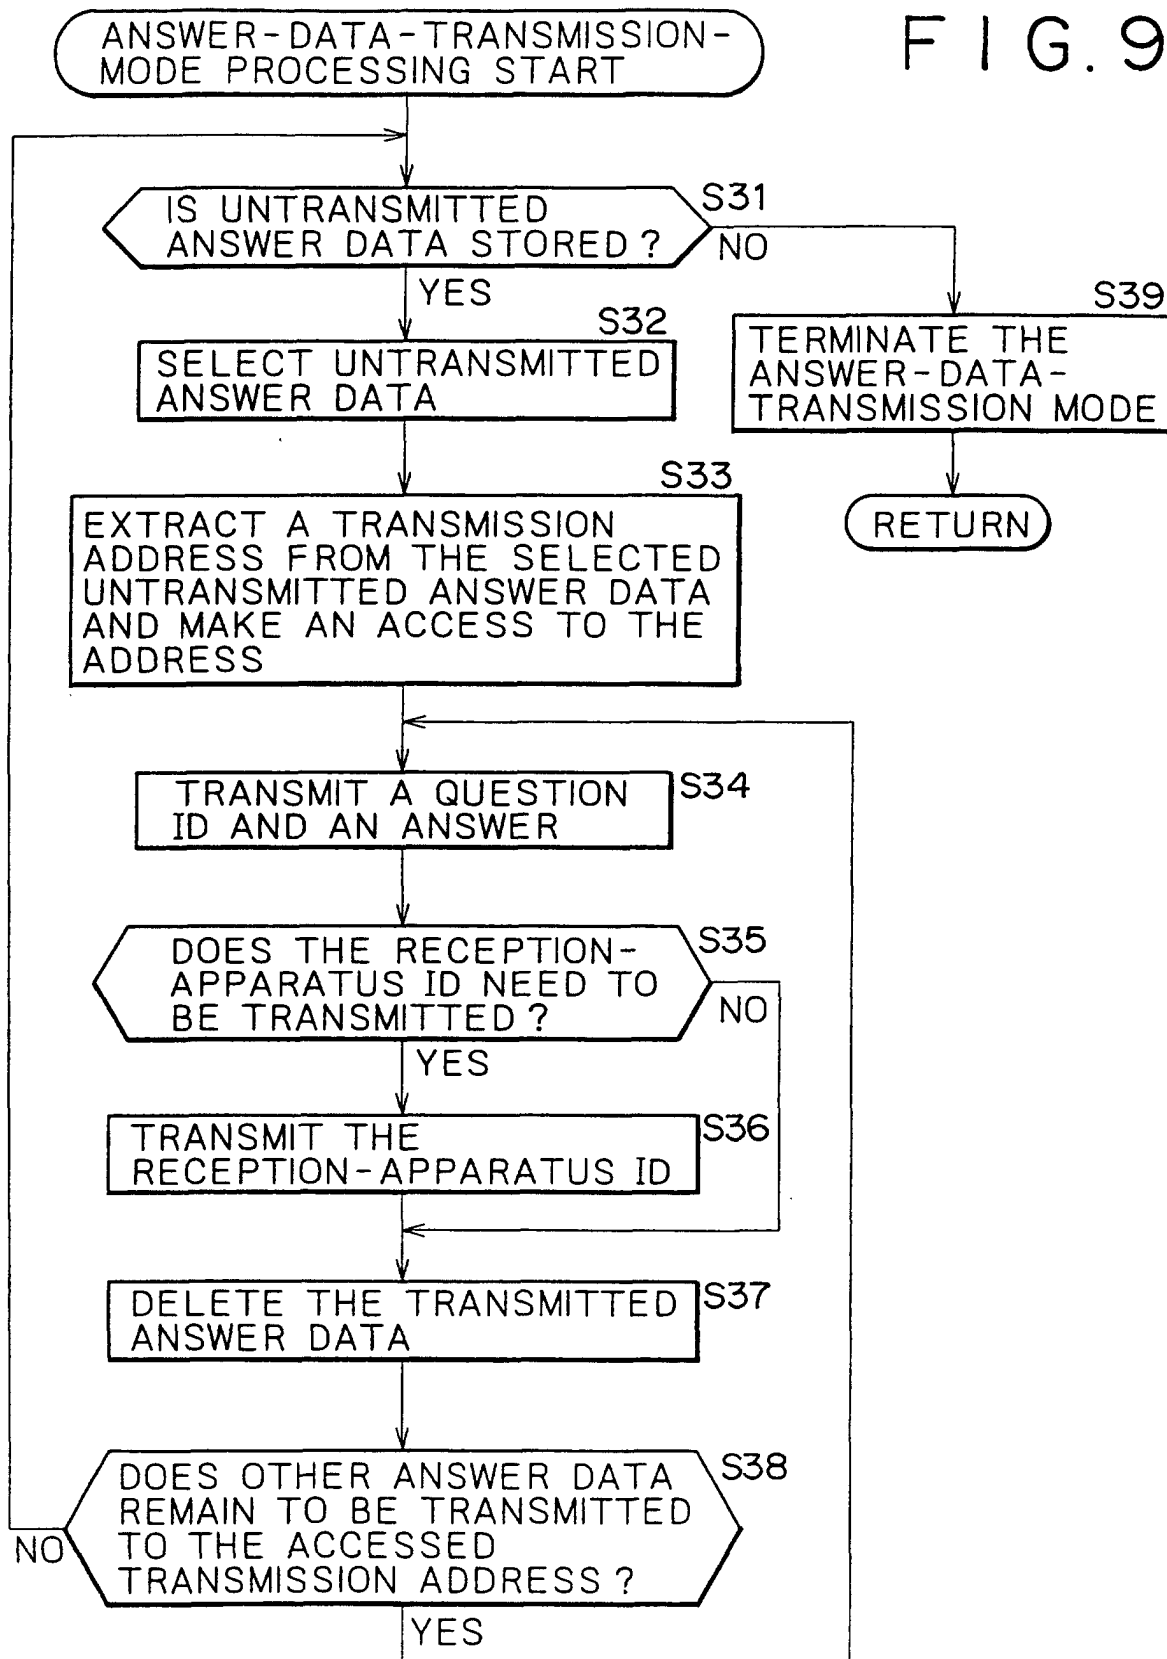 FIG. 9
ANSWER-DATA-TRANSMISSION-
MODE PROCESSING START
IS UNTRANSMITTED
ANSWER DATA STORED?
S31
NO
YES
S32
SELECT UNTRANSMITTED
ANSWER DATA
S39
TERMINATE THE
ANSWER-DATA-
TRANSMISSION MODE
RETURN
S33
EXTRACT A TRANSMISSION
ADDRESS FROM THE SELECTED
UNTRANSMITTED ANSWER DATA
AND MAKE AN ACCESS TO THE
ADDRESS
TRANSMIT A QUESTION
ID AND AN ANSWER
S34
DOES THE RECEPTION-
APPARATUS ID NEED TO
BE TRANSMITTED?
S35
NO
YES
TRANSMIT THE
RECEPTION-APPARATUS ID
S36
DELETE THE TRANSMITTED
ANSWER DATA
S37
DOES OTHER ANSWER DATA
REMAIN TO BE TRANSMITTED
TO THE ACCESSED
TRANSMISSION ADDRESS?
S38
NO
YES